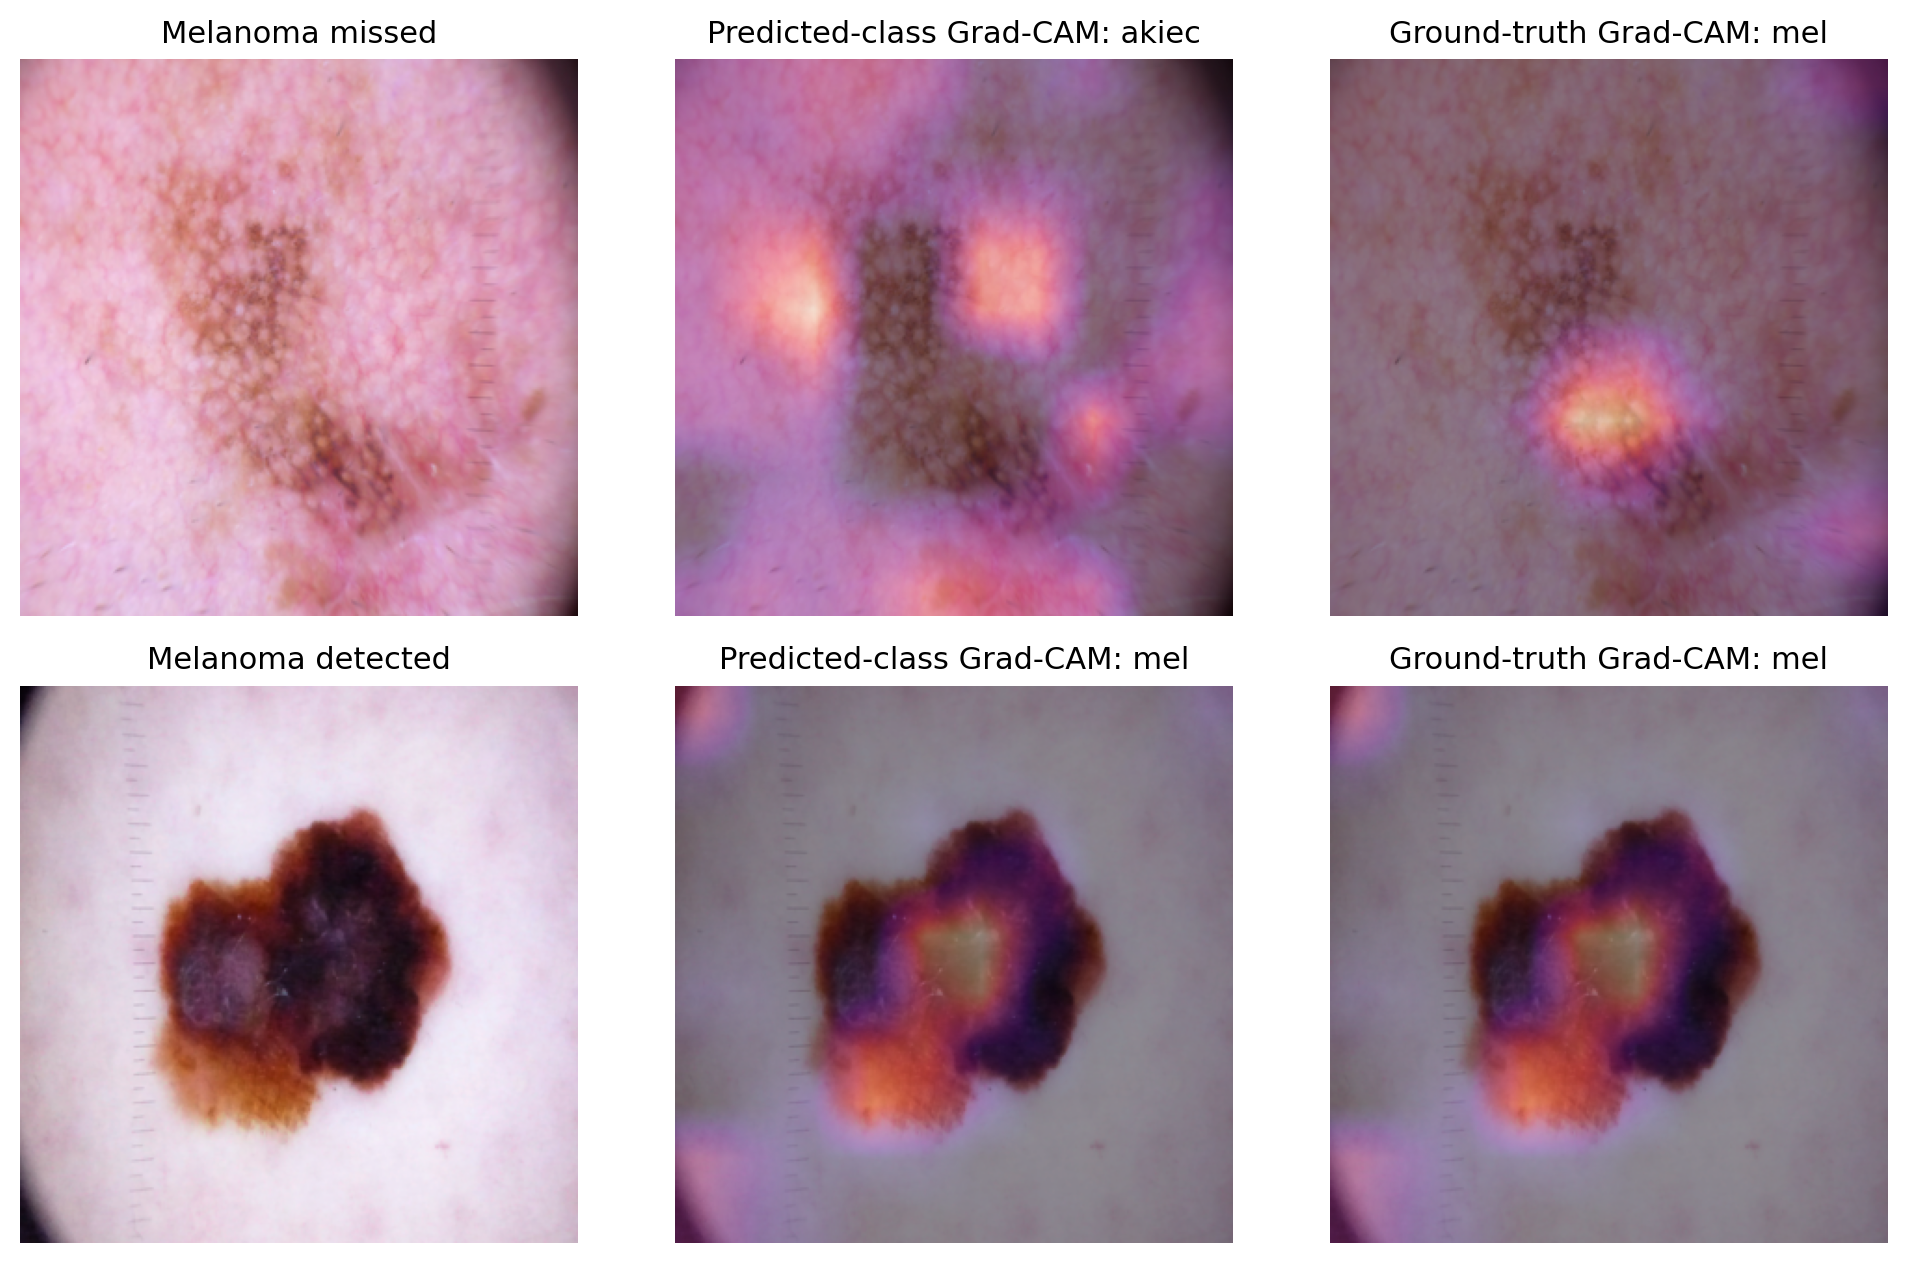 Melanoma missed
Predicted-class Grad-CAM: akiec
Ground-truth Grad-CAM: mel
Melanoma detected
Predicted-class Grad-CAM: mel
Ground-truth Grad-CAM: mel